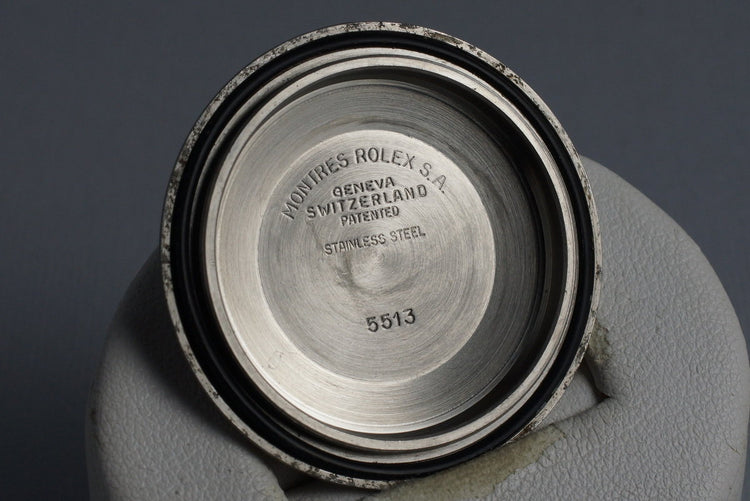 MONTRES ROLEX S.A.
GENEVA
SWITZERLAND
PATENTED
STAINLESS STEEL
5513